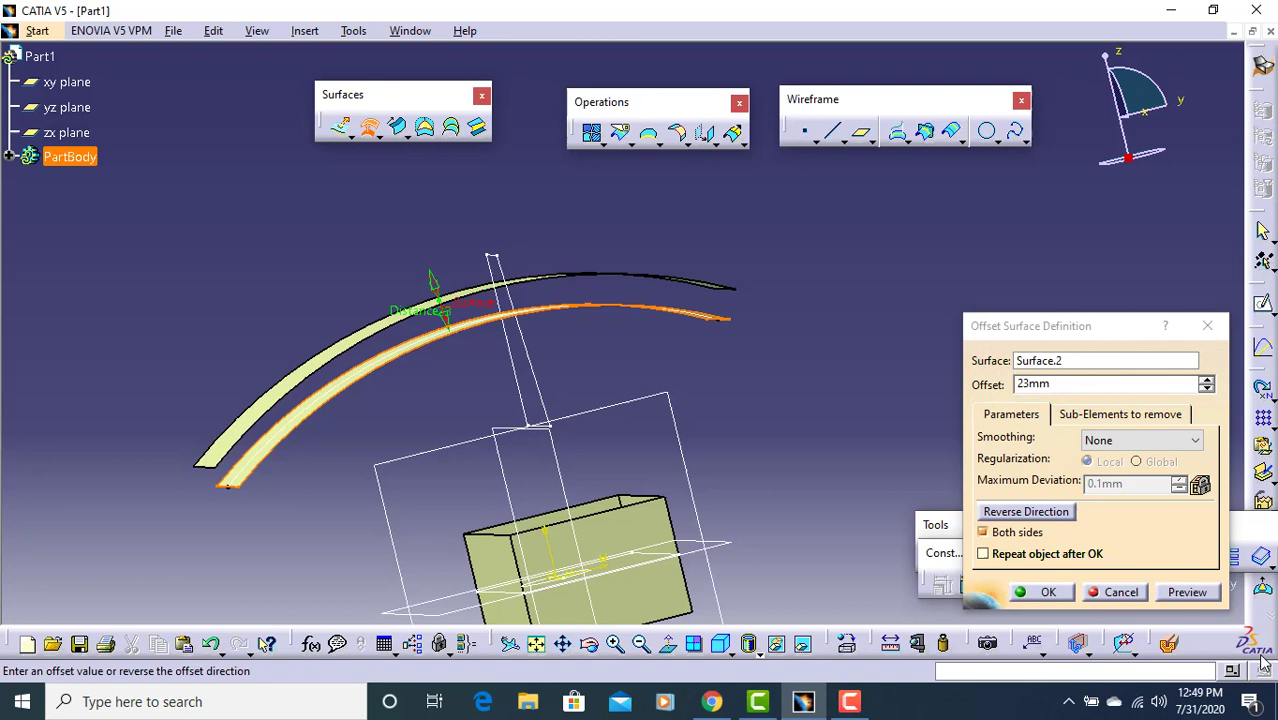 CATIA V5 - [Part1]
Start ENOVIA V5 VPM File Edit View Insert Tools Window Help
Part1
xy plane
yz plane
zx plane
PartBody
Surfaces
Operations
Wireframe
z
y
x
Offset Surface Definition
Surface: Surface.2
Offset: 23mm
Parameters Sub-Elements to remove
Smoothing: None
Regularization: Local Global
Maximum Deviation: 0.1mm
Reverse Direction
Both sides
Repeat object after OK
OK Cancel Preview
Tools
Const...
CATIA
Enter an offset value or reverse the offset direction
Type here to search
12:49 PM
7/31/2020